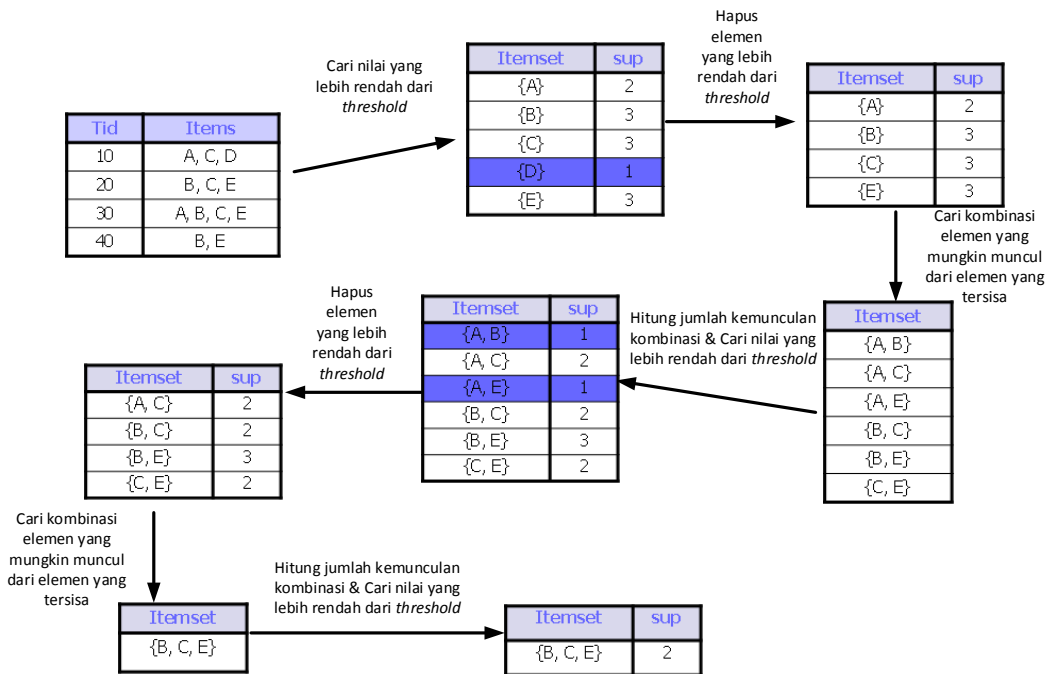 Tid Items
10 A, C, D
20 B, C, E
30 A, B, C, E
40 B, E
Cari nilai yang
lebih rendah dari
threshold
Itemset sup
{A} 2
{B} 3
{C} 3
{D} 1
{E} 3
Hapus
elemen
yang lebih
rendah dari
threshold
Itemset sup
{A} 2
{B} 3
{C} 3
{E} 3
Cari kombinasi
elemen yang
mungkin muncul
dari elemen yang
tersisa
Itemset
{A, B}
{A, C}
{A, E}
{B, C}
{B, E}
{C, E}
Hitung jumlah kemunculan
kombinasi & Cari nilai yang
lebih rendah dari threshold
Itemset sup
{A, B} 1
{A, C} 2
{A, E} 1
{B, C} 2
{B, E} 3
{C, E} 2
Hapus
elemen
yang lebih
rendah dari
threshold
Itemset sup
{A, C} 2
{B, C} 2
{B, E} 3
{C, E} 2
Cari kombinasi
elemen yang
mungkin muncul
dari elemen yang
tersisa
Itemset
{B, C, E}
Hitung jumlah kemunculan
kombinasi & Cari nilai yang
lebih rendah dari threshold
Itemset sup
{B, C, E} 2